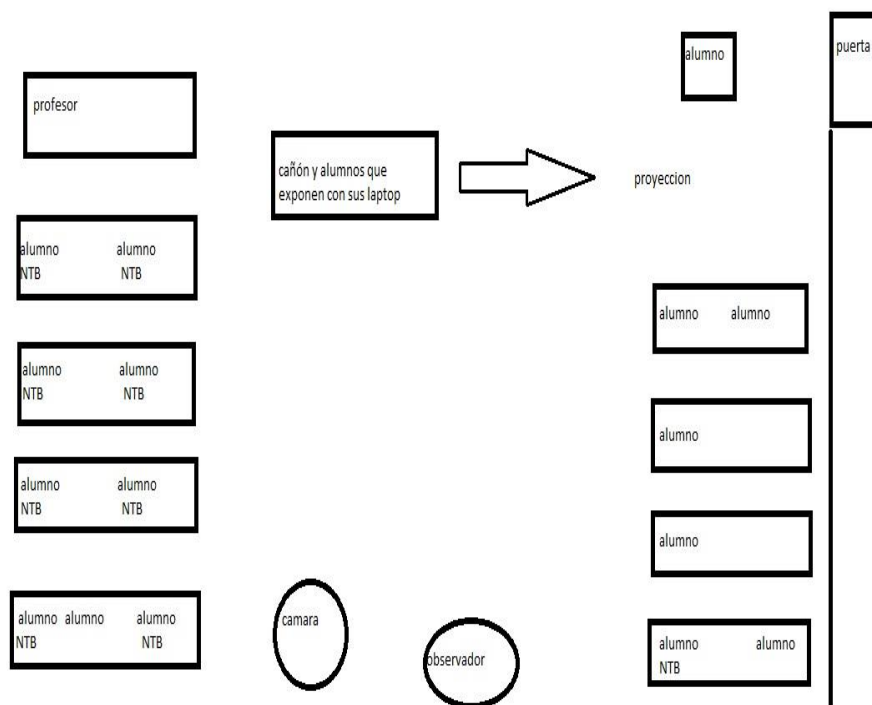 profesor
cañón y alumnos que
exponen con sus laptop
proyeccion
alumno
puerta
alumno alumno
NTB NTB
alumno alumno
NTB NTB
alumno alumno
NTB NTB
alumno alumno alumno
NTB NTB
camara
observador
alumno alumno
alumno
alumno
alumno alumno
NTB